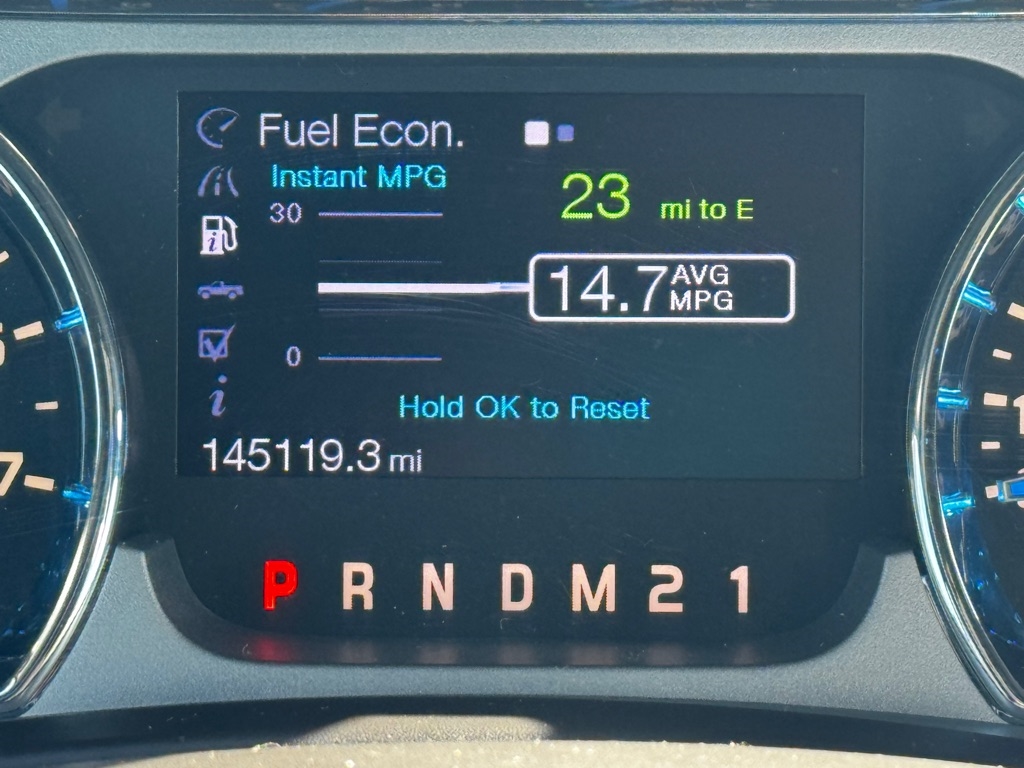 Fuel Econ.
Instant MPG
30
23 mi to E
14.7 AVG MPG
0
Hold OK to Reset
145119.3 mi
P R N D M 2 1
7